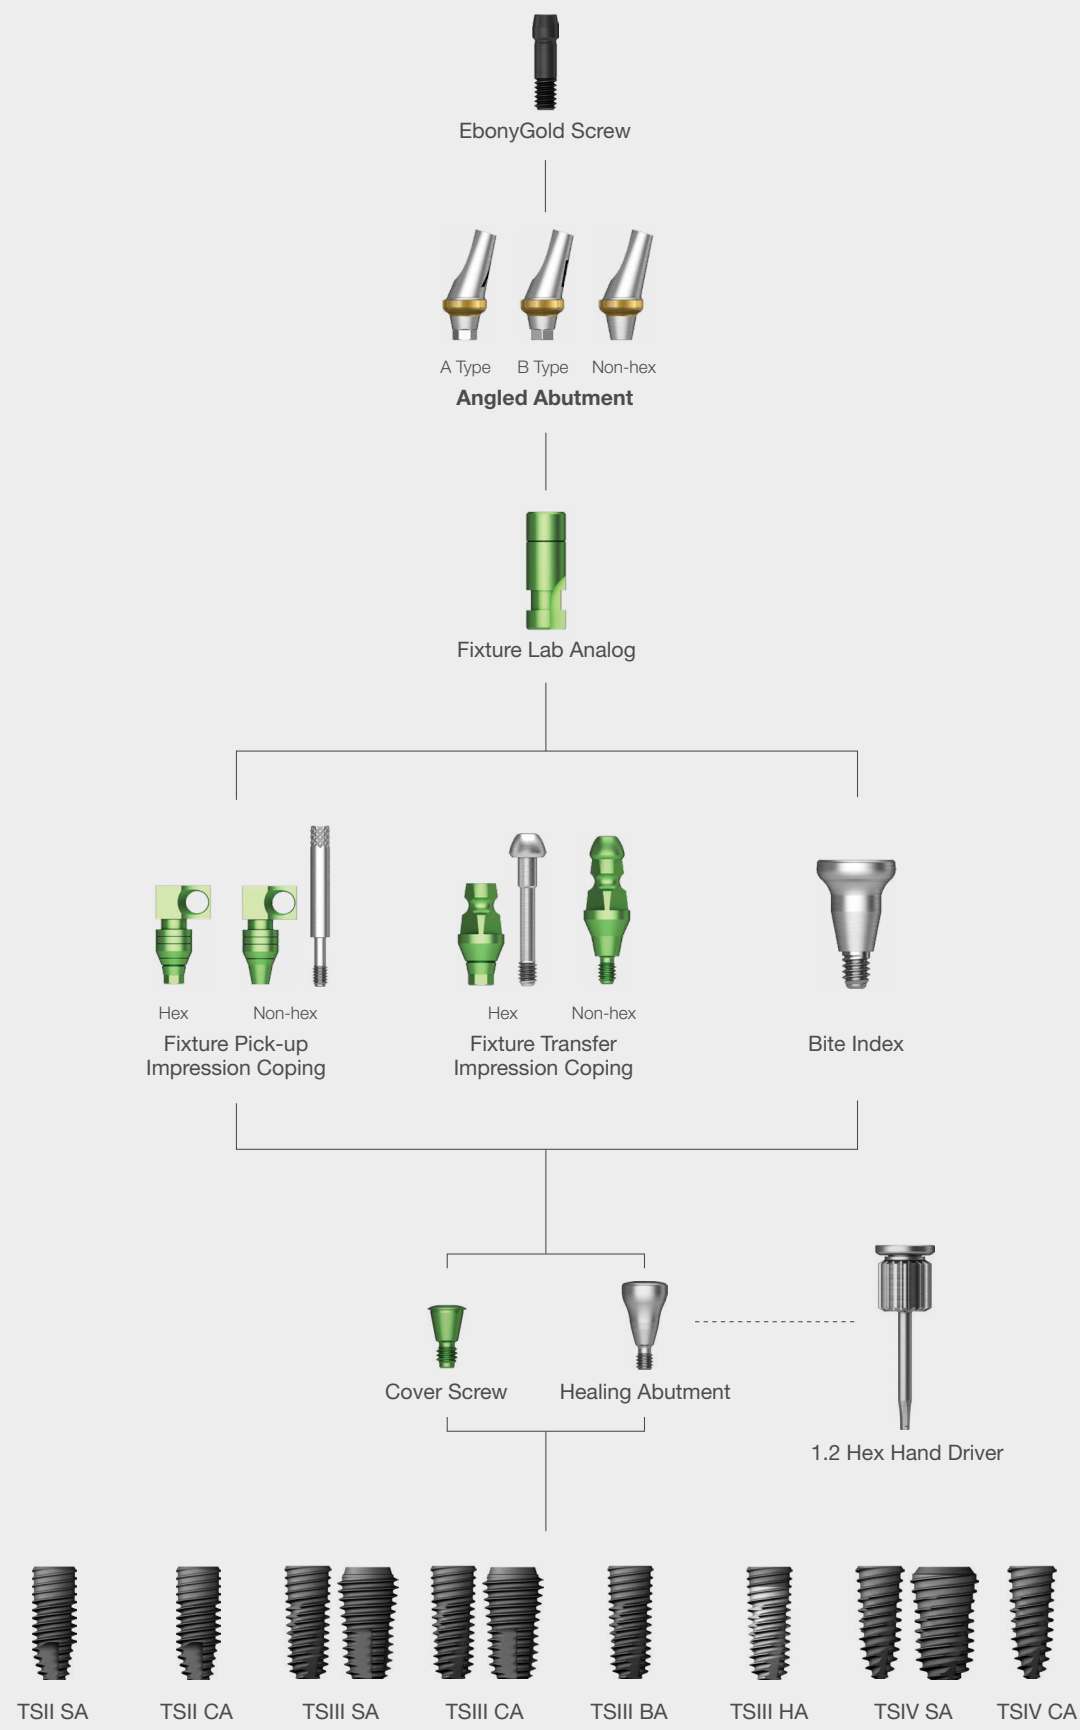 EbonyGold Screw
A Type
B Type
Non-hex
Angled Abutment
Fixture Lab Analog
Hex
Non-hex
Fixture Pick-up
Impression Coping
Hex
Non-hex
Fixture Transfer
Impression Coping
Bite Index
Cover Screw
Healing Abutment
1.2 Hex Hand Driver
TSII SA
TSII CA
TSIII SA
TSIII CA
TSIII BA
TSIII HA
TSIV SA
TSIV CA